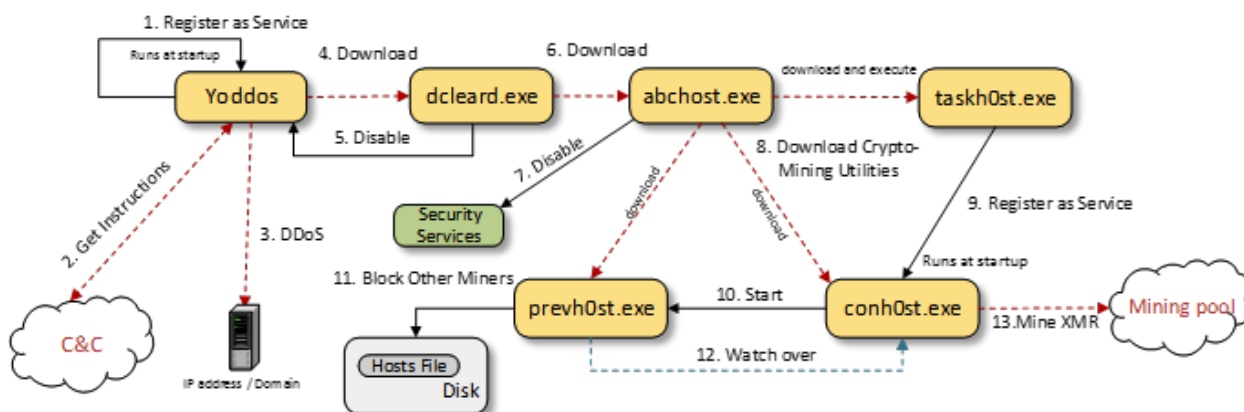 1. Register as Service
Runs at startup
Yoddos
4. Download
dcleard.exe
6. Download
abchost.exe
download and execute
taskh0st.exe
5. Disable
7. Disable
8. Download Crypto-
Mining Utilities
download
download
9. Register as Service
Security
Services
2. Get Instructions
3. DDoS
C&C
IP address / Domain
11. Block Other Miners
Hosts File
Disk
prevh0st.exe
10. Start
Runs at startup
conh0st.exe
12. Watch over
13.Mine XMR
Mining pool